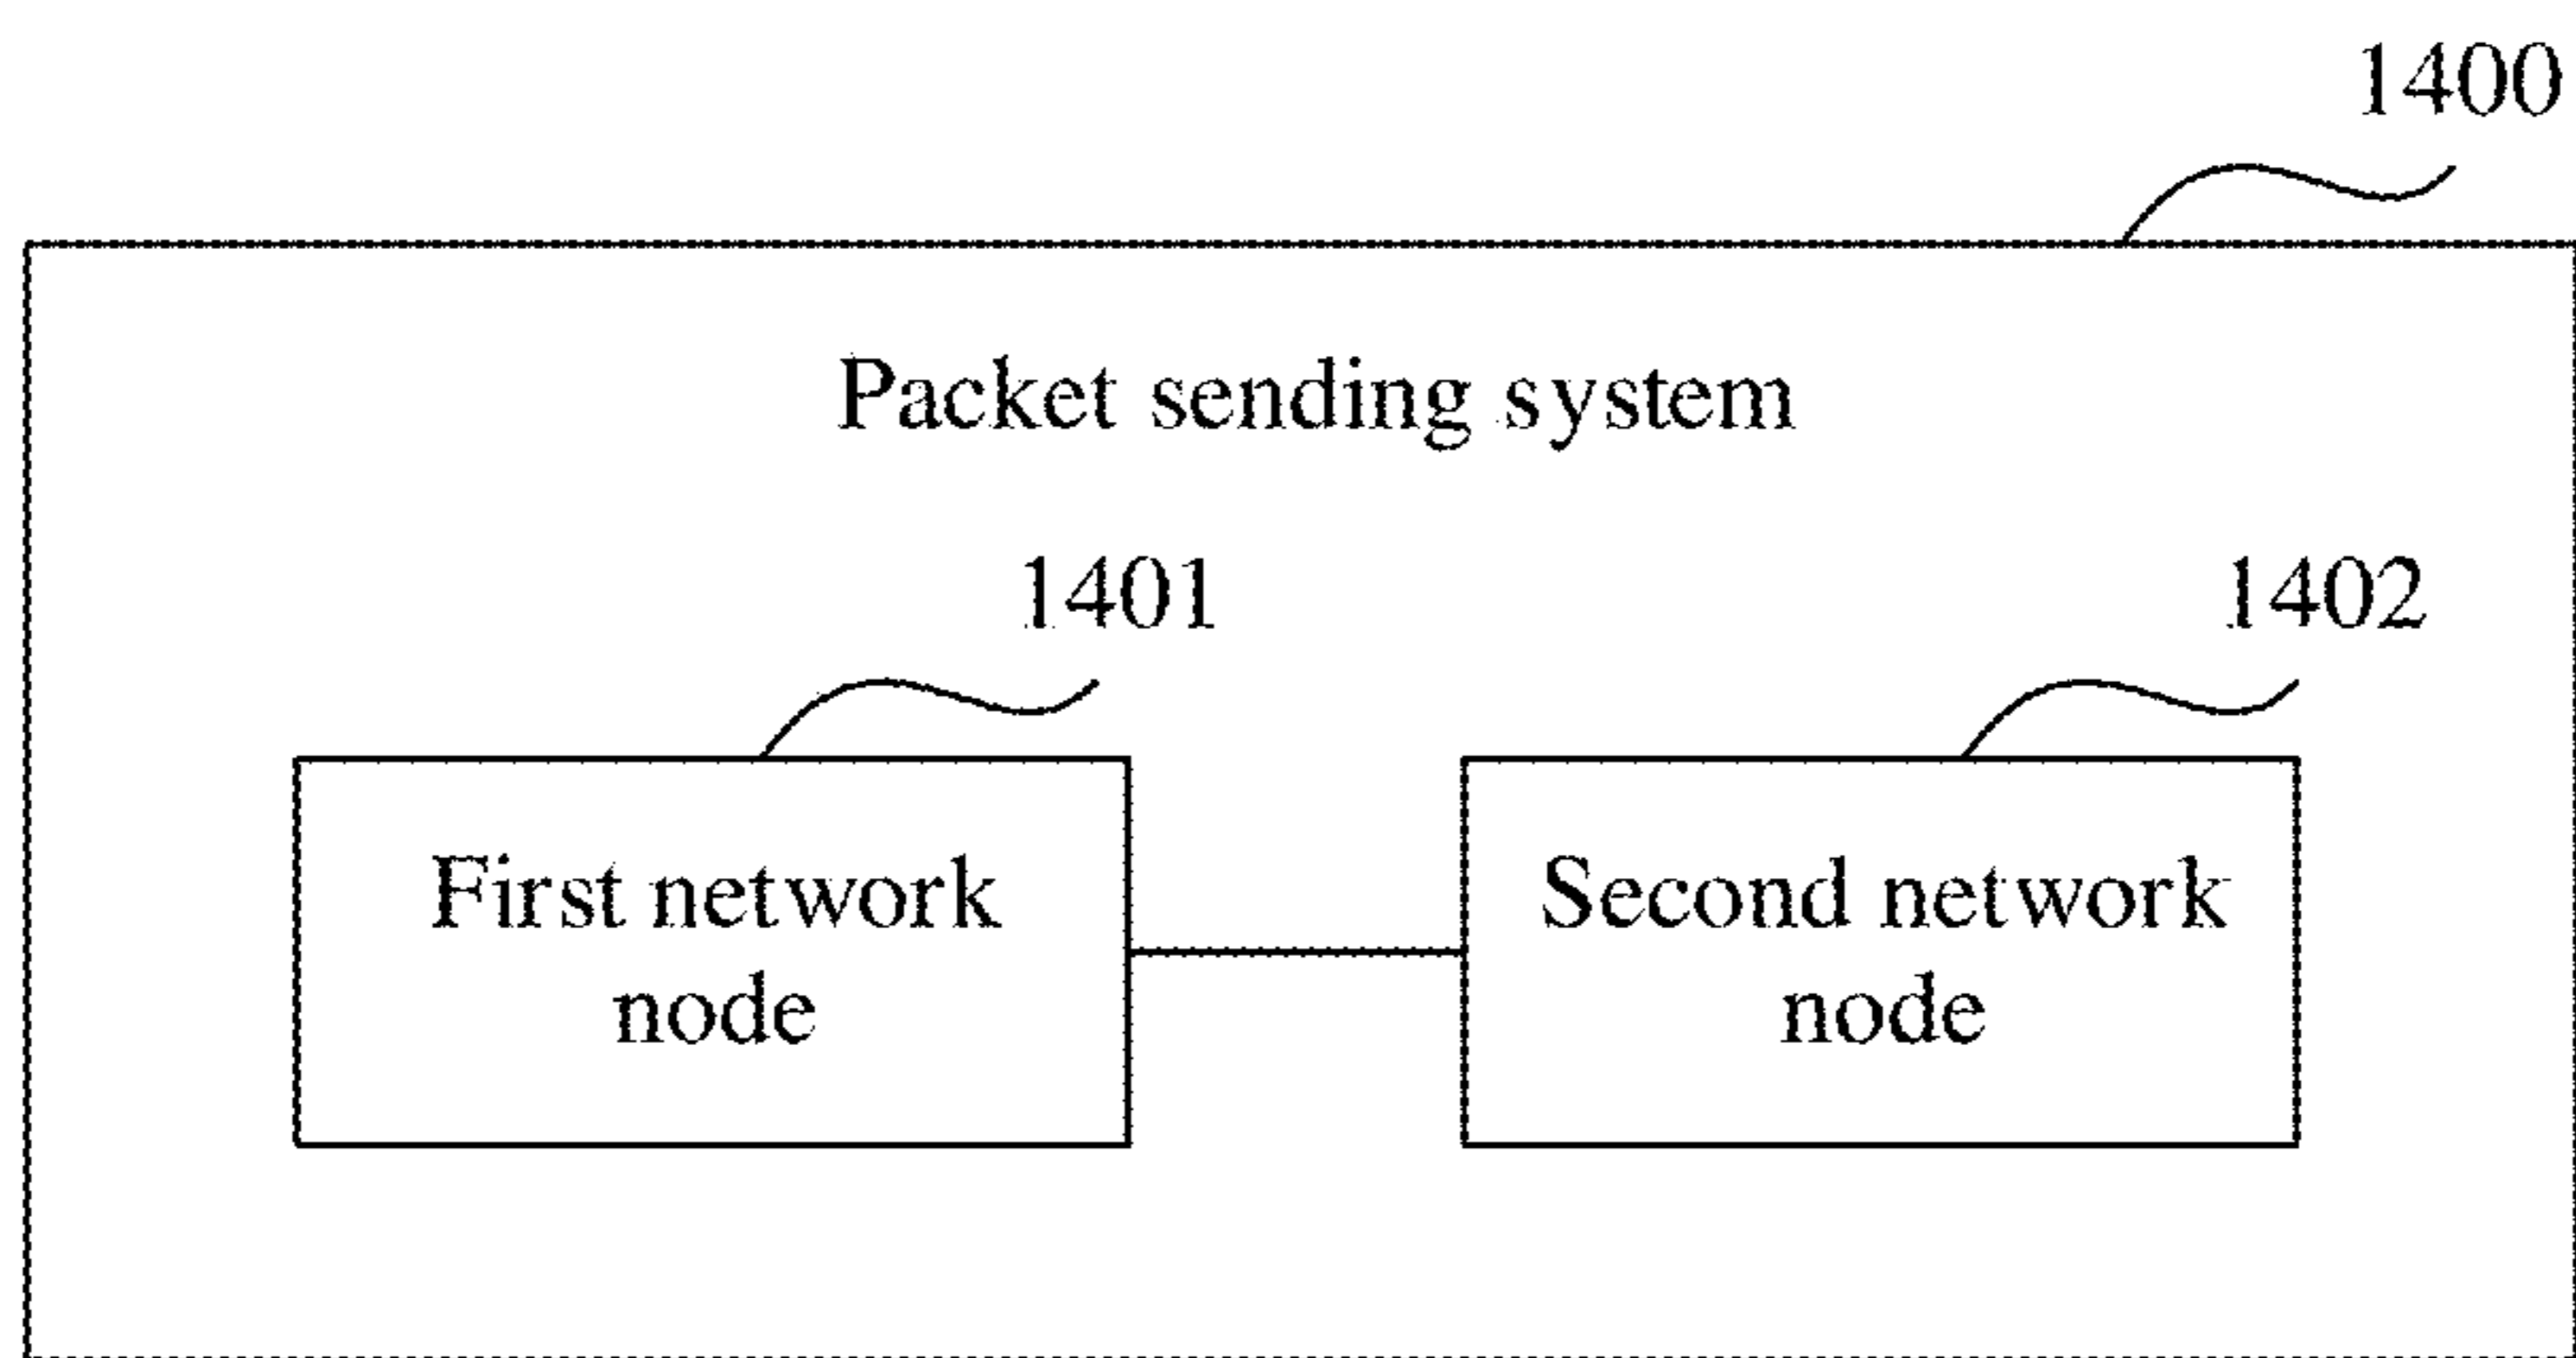 1400
Packet sending system
1401
1402
First network
node
Second network
node